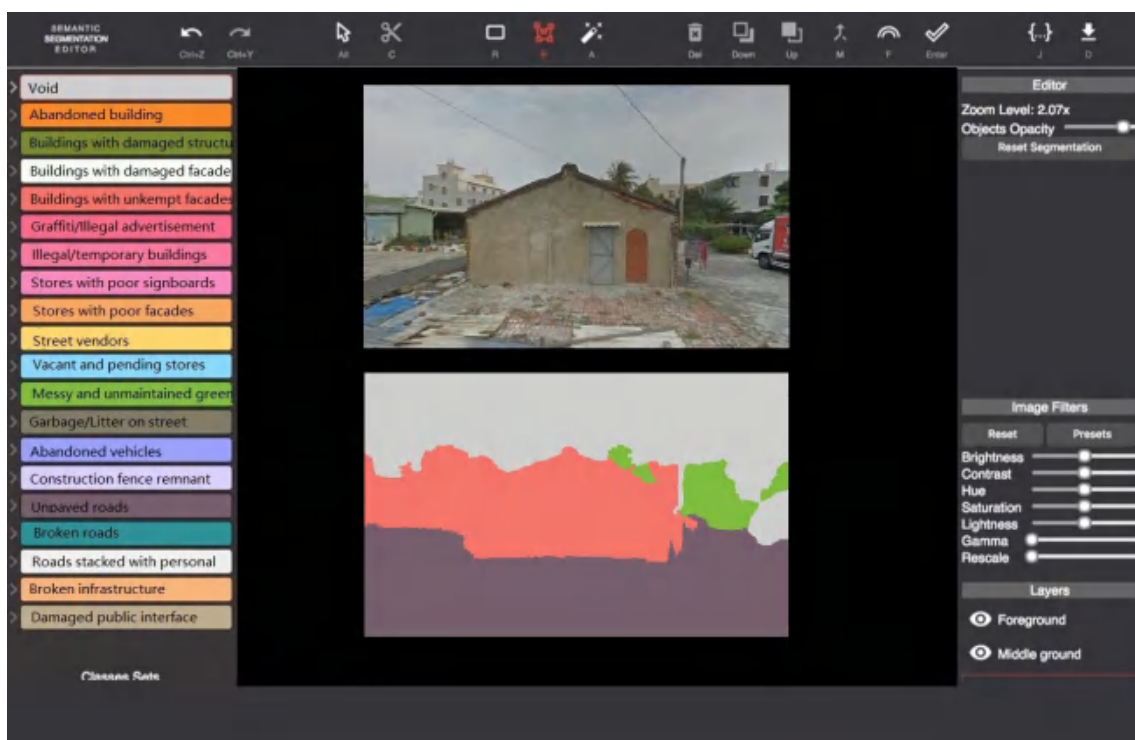 SEMANTIC
SEGMENTATION
EDITOR
Ctrl+Z
Ctrl+Y
Alt
C
R
A
Del
Down
Up
M
F
Enter
J
D
Void
Abandoned building
Buildings with damaged structu
Buildings with damaged facade
Buildings with unkempt facades
Graffiti/Illegal advertisement
Illegal/temporary buildings
Stores with poor signboards
Stores with poor facades
Street vendors
Vacant and pending stores
Messy and unmaintained green
Garbage/Litter on street
Abandoned vehicles
Construction fence remnant
Unpaved roads
Broken roads
Roads stacked with personal
Broken infrastructure
Damaged public interface
Classes Sets
Editor
Zoom Level: 2.07x
Objects Opacity
Reset Segmentation
Image Filters
Reset Presets
Brightness
Contrast
Hue
Saturation
Lightness
Gamma
Rescale
Layers
Foreground
Middle ground